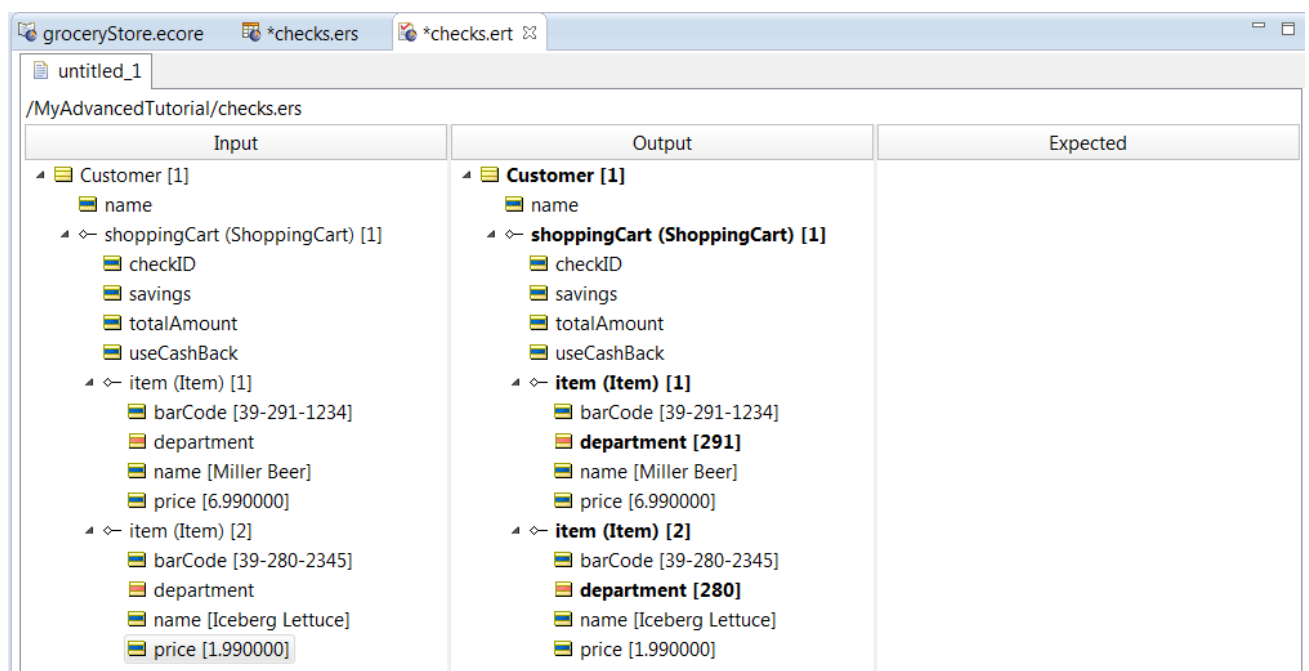 groceryStore.ecore *checks.ers *checks.ert
untitled_1
/MyAdvancedTutorial/checks.ers
Input Output Expected
Customer [1] Customer [1]
name name
shoppingCart (ShoppingCart) [1] shoppingCart (ShoppingCart) [1]
checkID checkID
savings savings
totalAmount totalAmount
useCashBack useCashBack
item (Item) [1] item (Item) [1]
barCode [39-291-1234] barCode [39-291-1234]
department department [291]
name [Miller Beer] name [Miller Beer]
price [6.990000] price [6.990000]
item (Item) [2] item (Item) [2]
barCode [39-280-2345] barCode [39-280-2345]
department department [280]
name [Iceberg Lettuce] name [Iceberg Lettuce]
price [1.990000] price [1.990000]